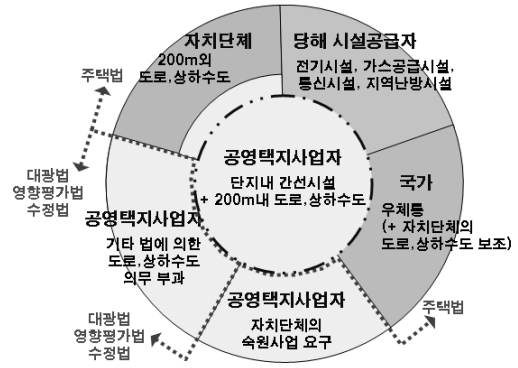 자치단체
200m외
도로,상하수도
당해 시설공급자
전기시설, 가스공급시설,
통신시설, 지역난방시설
주택법
대광법
영향평가법
수정법
공영택지사업자
단지내 간선시설
+ 200m내 도로,상하수도
국가
우체통
(+ 자치단체의
도로,상하수도 보조)
공영택지사업자
기타 법에 의한
도로,상하수도
의무 부과
공영택지사업자
자치단체의
숙원사업 요구
주택법
대광법
영향평가법
수정법